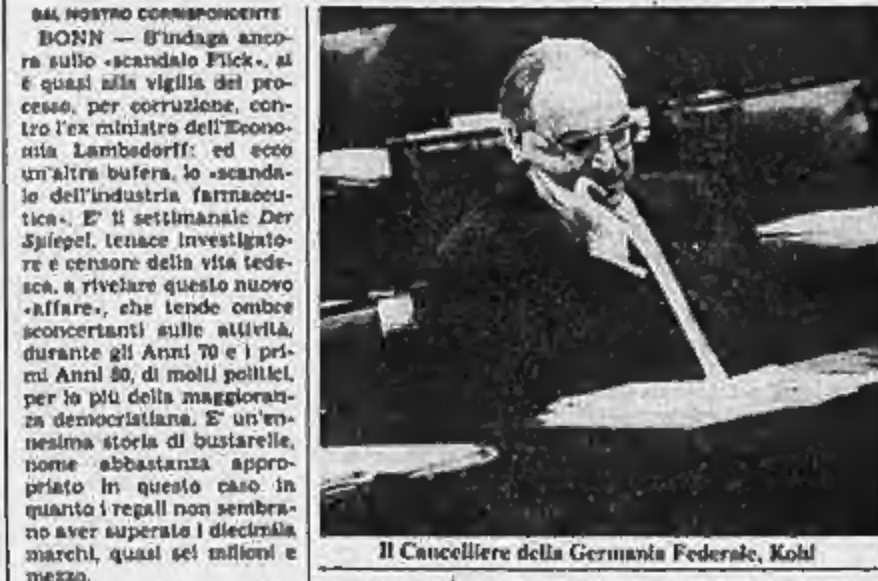 DAL NOSTRO CORRISPONDENTE
BONN — S'indaga anco-
ra sullo «scandalo Flick», si
è quasi alla vigilia del pro-
cesso, per corruzione, con-
tro l'ex ministro dell'Econo-
mia Lambsdorff: ed ecco
un'altra bufera, lo «scanda-
lo dell'industria farmaceu-
tica». E' il settimanale Der
Spiegel, tenace investigato-
re e censore della vita tede-
sca, a rivelare questo nuovo
«affare», che tende ombre
sconcertanti sulle attività,
durante gli Anni 70 e i pri-
mi Anni 80, di molti politici,
per lo più della maggioran-
za democristiana. E' un'en-
nesima storia di bustarelle,
nome abbastanza appro-
priato in questo caso in
quanto i regali non sembra-
no aver superato i diecimila
marchi, quasi sei milioni e
mezzo.
Il Cancelliere della Germania Federale, Kohl